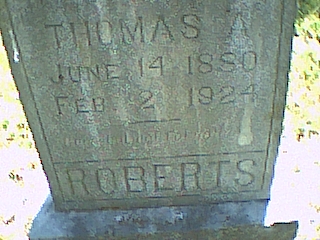 THOMAS A
JUNE 14 1880
FEB 2 1924
ROBERTS